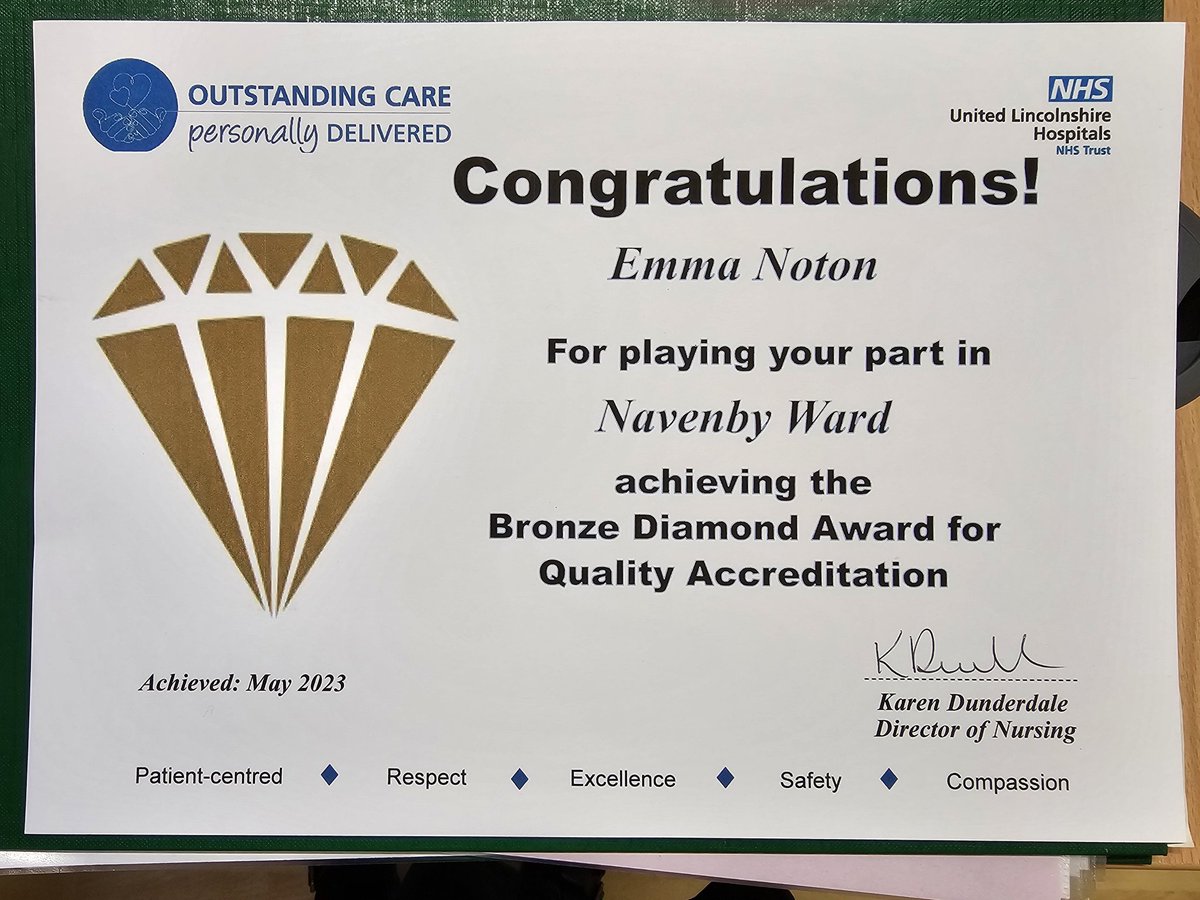 OUTSTANDING CARE
personally DELIVERED
NHS
United Lincolnshire
Hospitals
NHS Trust
Congratulations!
Emma Noton
For playing your part in
Navenby Ward
achieving the
Bronze Diamond Award for
Quality Accreditation
Achieved: May 2023
Karen Dunderdale
Director of Nursing
Patient-centred Respect Excellence Safety Compassion